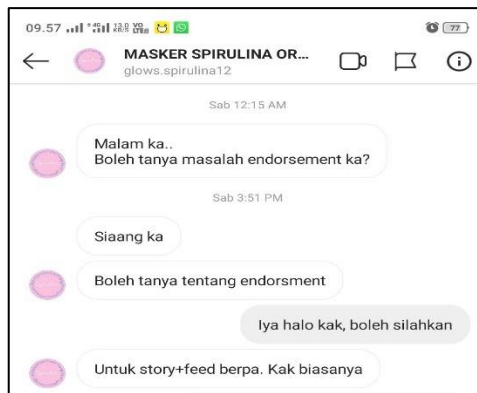 09.57
77
MASKER SPIRULINA OR...
glows.spirulina12
Sab 12:15 AM
Malam ka..
Boleh tanya masalah endorsement ka?
Sab 3:51 PM
Siaang ka
Boleh tanya tentang endorsment
Iya halo kak, boleh silahkan
Untuk story+feed berpa. Kak biasanya